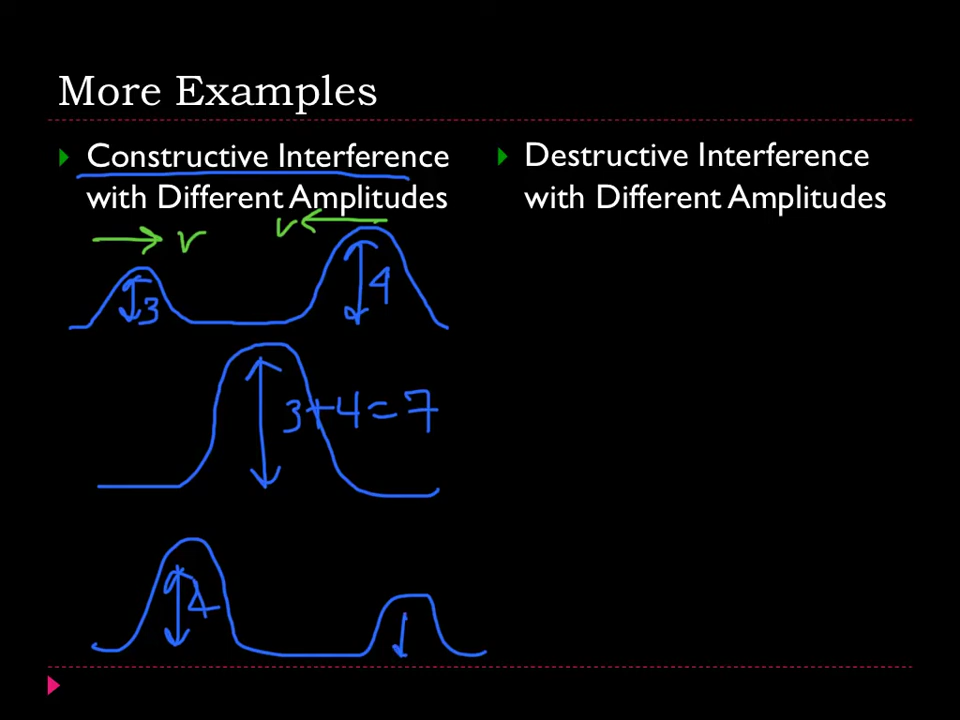 More Examples
Constructive Interference
with Different Amplitudes
v
v
3
4
3+4=7
4
Destructive Interference
with Different Amplitudes